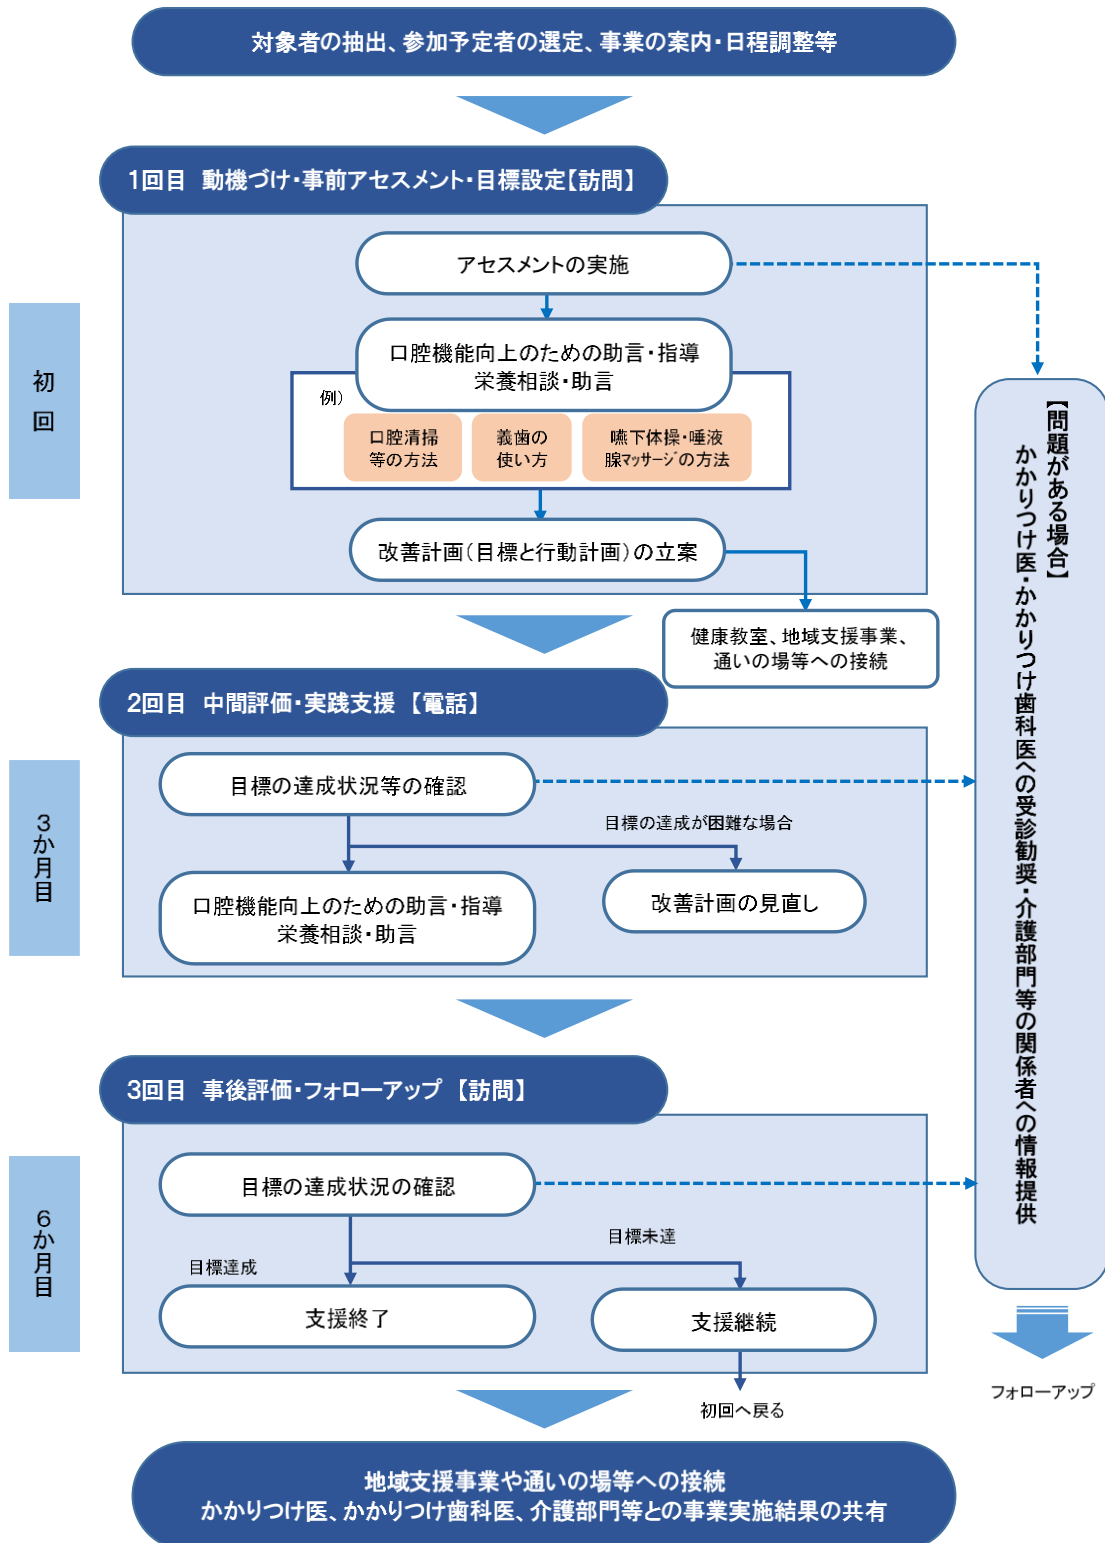 対象者の抽出、参加予定者の選定、事業の案内・日程調整等
1回目 動機づけ・事前アセスメント・目標設定【訪問】
初回
アセスメントの実施
口腔機能向上のための助言・指導
栄養相談・助言
例)
口腔清掃
等の方法
義歯の
使い方
嚥下体操・唾液
腺マッサージの方法
改善計画(目標と行動計画)の立案
健康教室、地域支援事業、
通いの場等への接続
【問題がある場合】
かかりつけ医・かかりつけ歯科医への受診勧奨・介護部門等の関係者への情報提供
2回目 中間評価・実践支援 【電話】
3か月目
目標の達成状況等の確認
目標の達成が困難な場合
口腔機能向上のための助言・指導
栄養相談・助言
改善計画の見直し
3回目 事後評価・フォローアップ 【訪問】
6か月目
目標の達成状況の確認
目標未達
目標達成
支援終了
支援継続
フォローアップ
初回へ戻る
地域支援事業や通いの場等への接続
かかりつけ医、かかりつけ歯科医、介護部門等との事業実施結果の共有